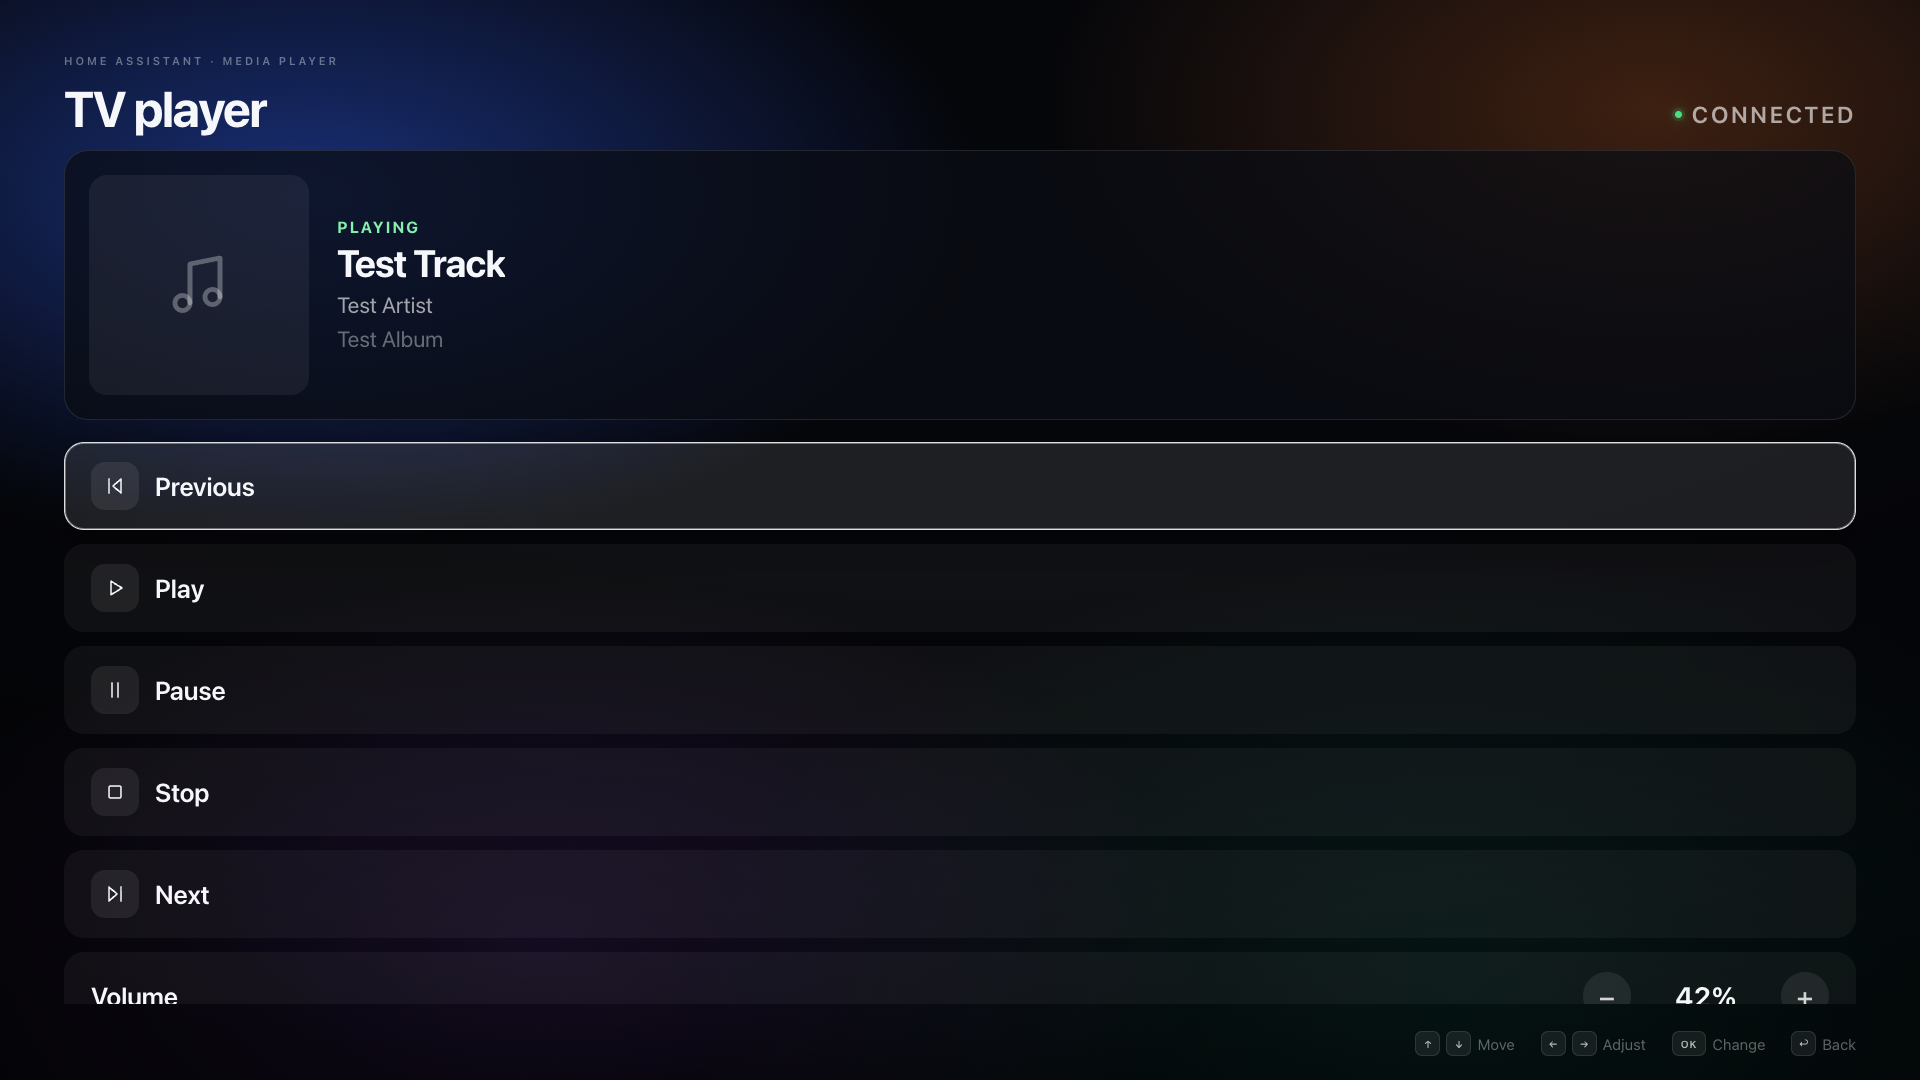 HOME ASSISTANT · MEDIA PLAYER
TV player
CONNECTED
PLAYING
Test Track
Test Artist
Test Album
Previous
Play
Pause
Stop
Next
Volume
− 42% +
↑ ↓ Move ← → Adjust OK Change ↩ Back